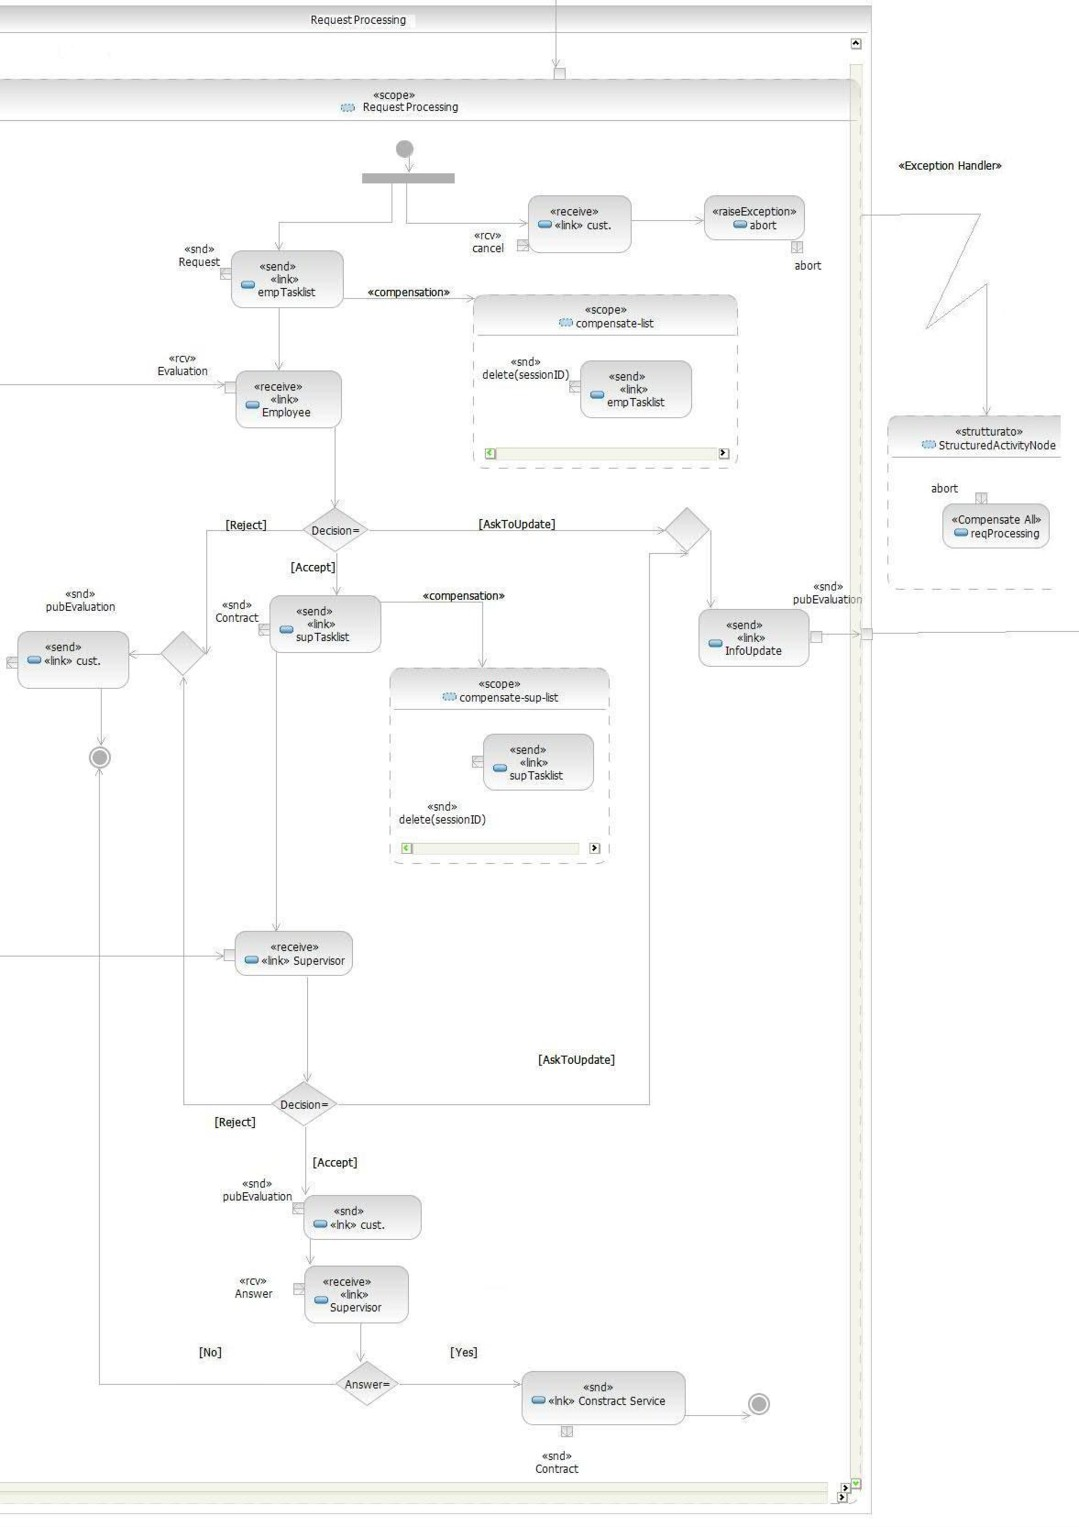 Request Processing
«scope»
Request Processing
«Exception Handler»
«receive»
«link» cust.
«rcv»
cancel
«raiseException»
abort
abort
«snd»
Request
«send»
«link»
empTasklist
«compensation»
«scope»
compensate-list
«snd»
delete(sessionID)
«send»
«link»
empTasklist
«rcv»
Evaluation
«receive»
«link»
Employee
«strutturato»
StructuredActivityNode
abort
«Compensate All»
reqProcessing
[Reject]
Decision=
[AskToUpdate]
[Accept]
«snd»
pubEvaluation
«send»
«link» cust.
«snd»
Contract
«send»
«link»
supTasklist
«compensation»
«snd»
pubEvaluation
«send»
«link»
InfoUpdate
«scope»
compensate-sup-list
«send»
«link»
supTasklist
«snd»
delete(sessionID)
«receive»
«link» Supervisor
[AskToUpdate]
Decision=
[Reject]
[Accept]
«snd»
pubEvaluation
«snd»
«lnk» cust.
«rcv»
Answer
«receive»
«link»
Supervisor
[No]
[Yes]
Answer=
«snd»
«lnk» Constract Service
«snd»
Contract